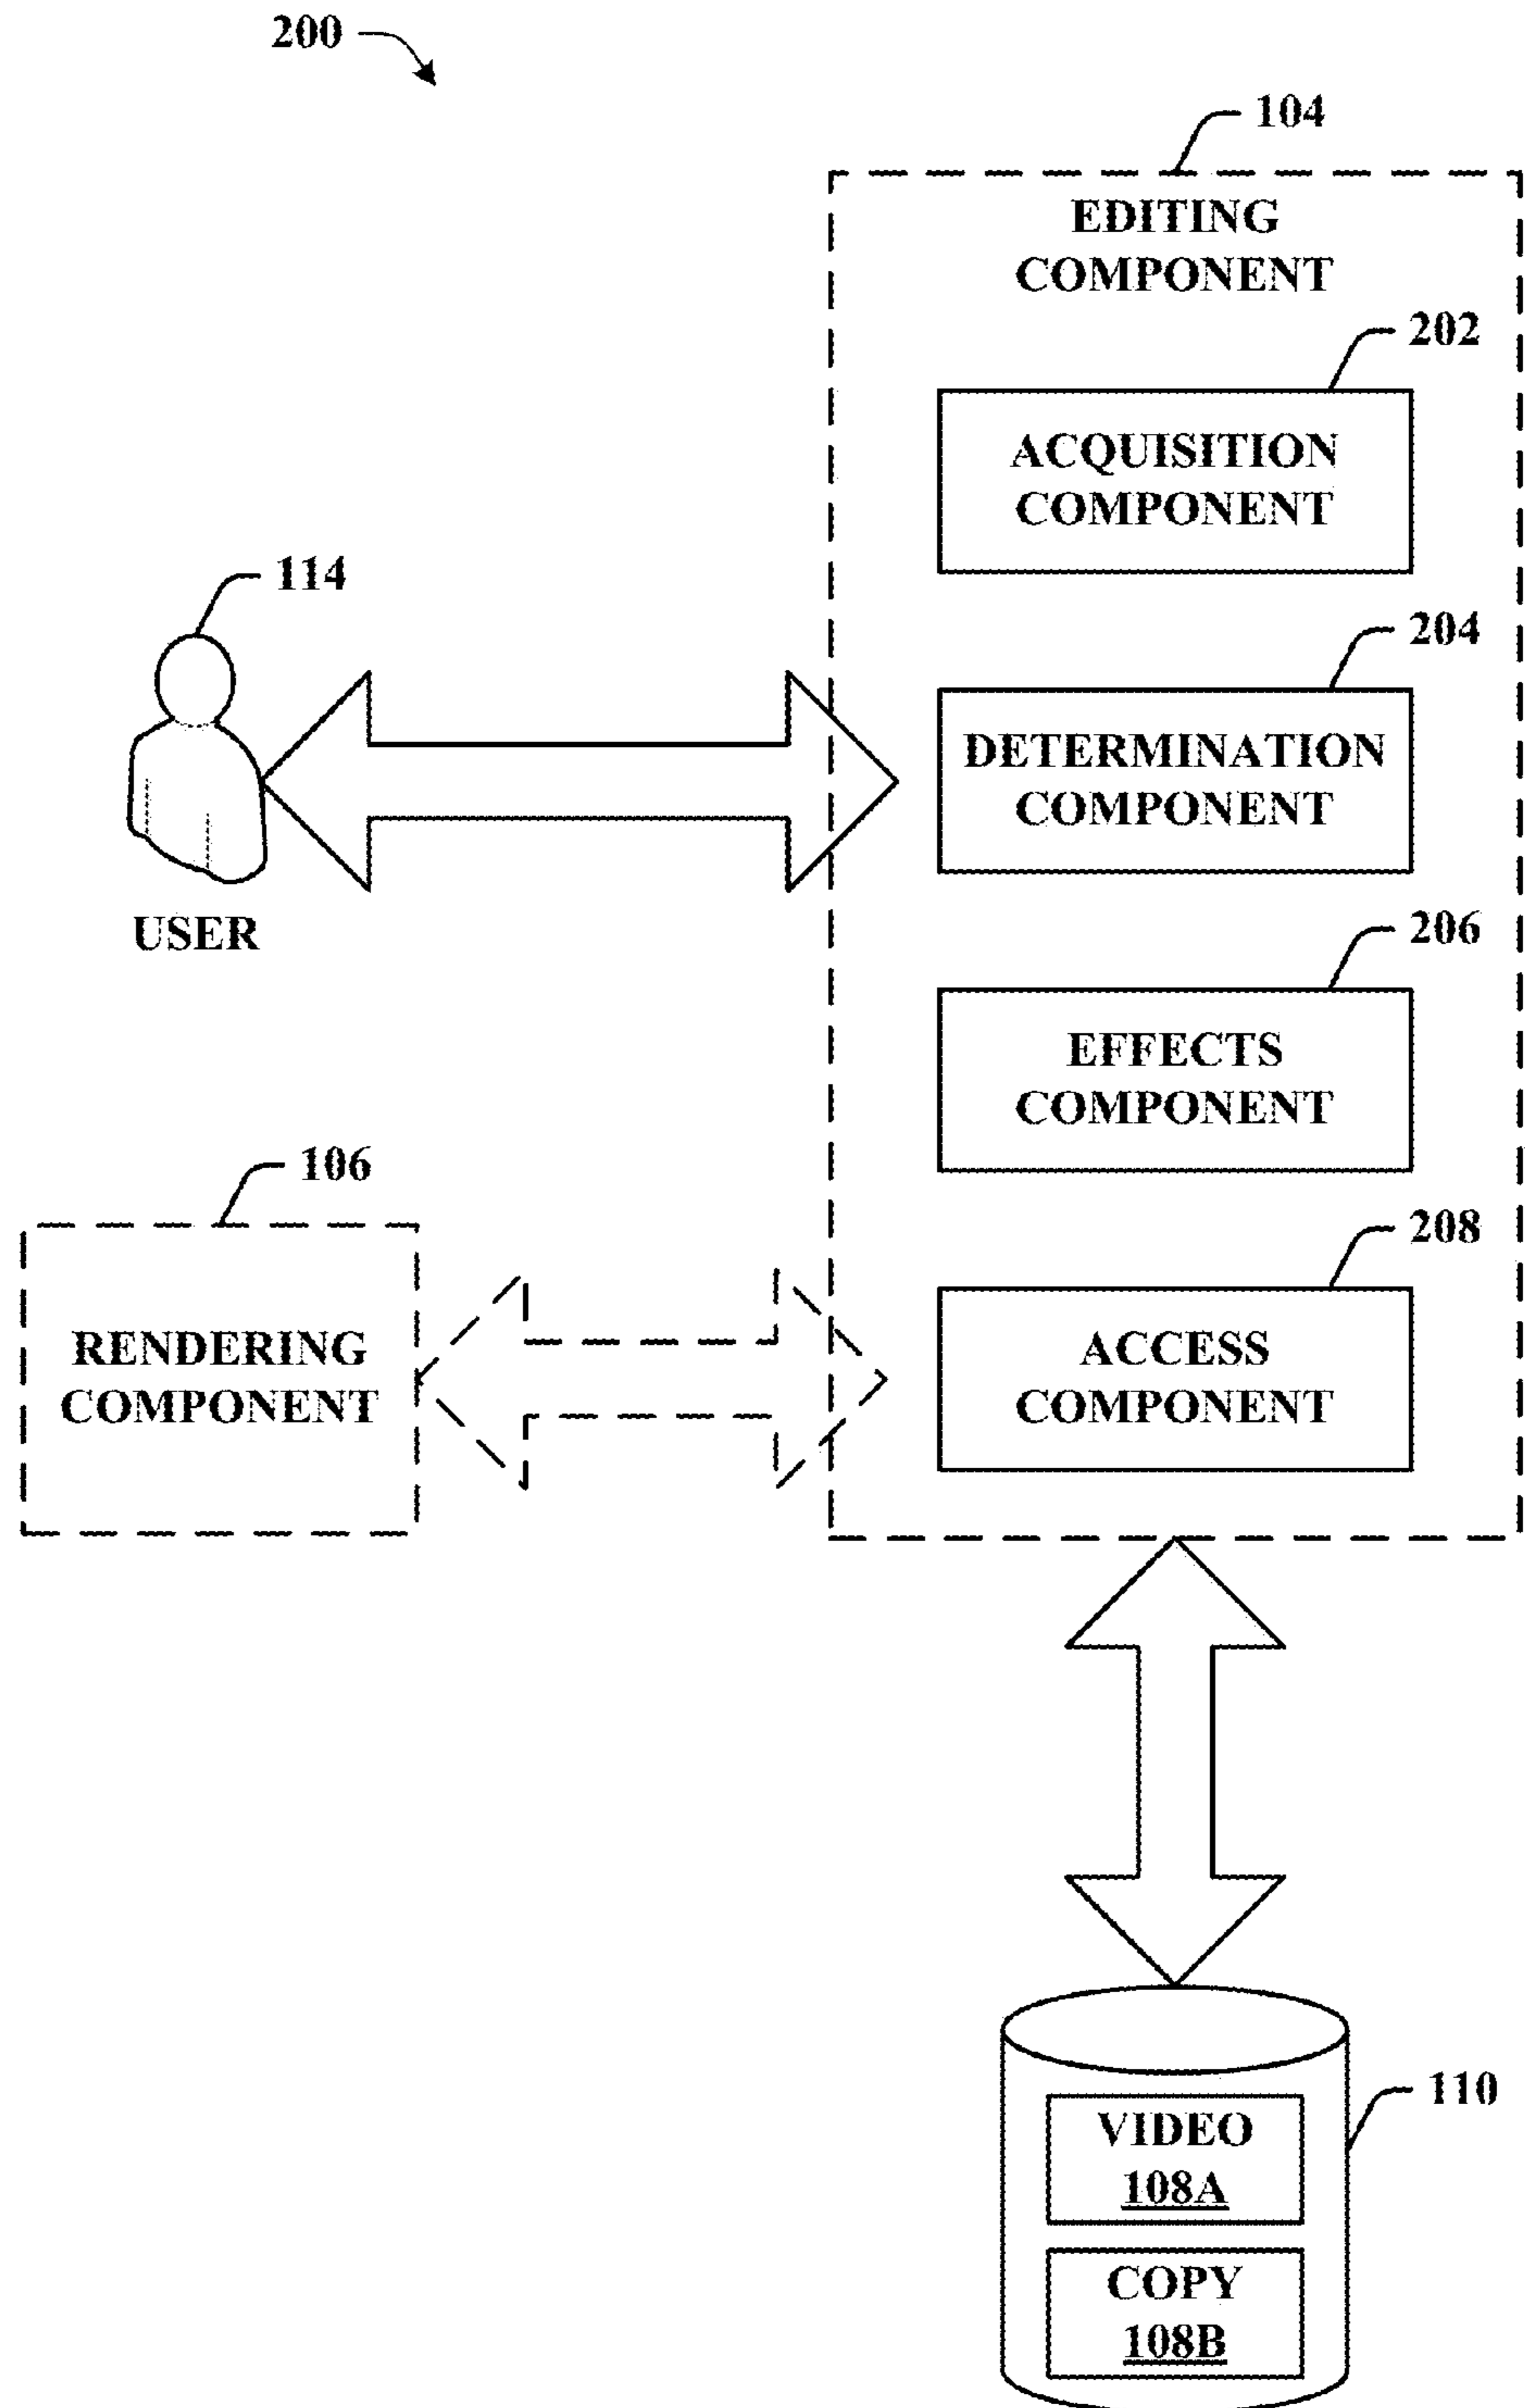 200
104
EDITING
COMPONENT
202
ACQUISITION
COMPONENT
114
204
DETERMINATION
COMPONENT
USER
206
EFFECTS
COMPONENT
106
208
RENDERING
COMPONENT
ACCESS
COMPONENT
110
VIDEO
108A
COPY
108B